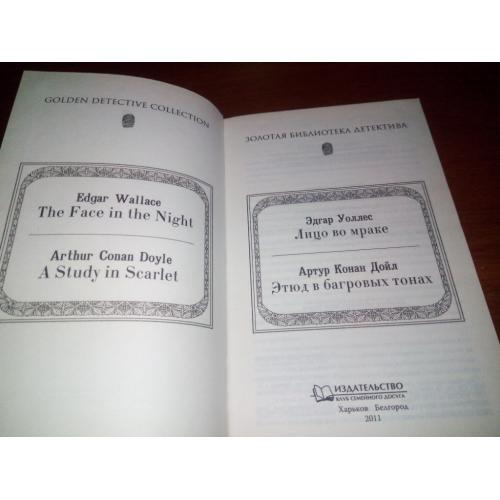 GOLDEN DETECTIVE COLLECTION
Edgar Wallace
The Face in the Night
Arthur Conan Doyle
A Study in Scarlet
ЗОЛОТАЯ БИБЛИОТЕКА ДЕТЕКТИВА
Эдгар Уоллес
Лицо во мраке
Артур Конан Дойл
Этюд в багровых тонах
ИЗДАТЕЛЬСТВО
КЛУБ СЕМЕЙНОГО ДОСУГА
Харьков Белгород
2011